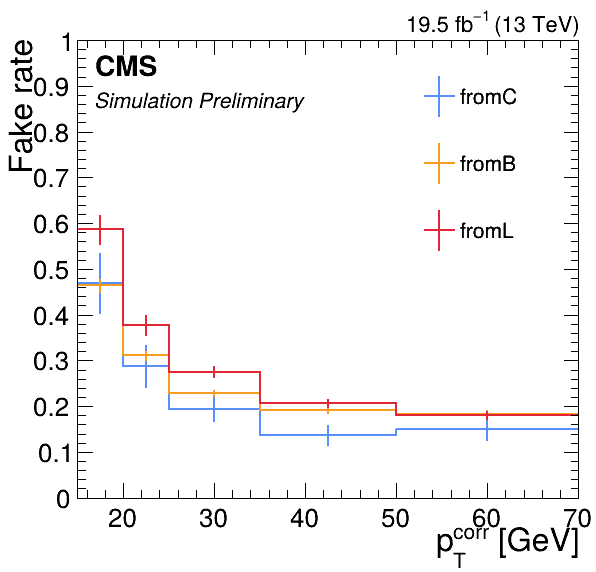 19.5 fb⁻¹ (13 TeV)
CMS
Simulation Preliminary
fromC
fromB
fromL
Fake rate
1
0.9
0.8
0.7
0.6
0.5
0.4
0.3
0.2
0.1
0
20 30 40 50 60 70
p_T^corr [GeV]